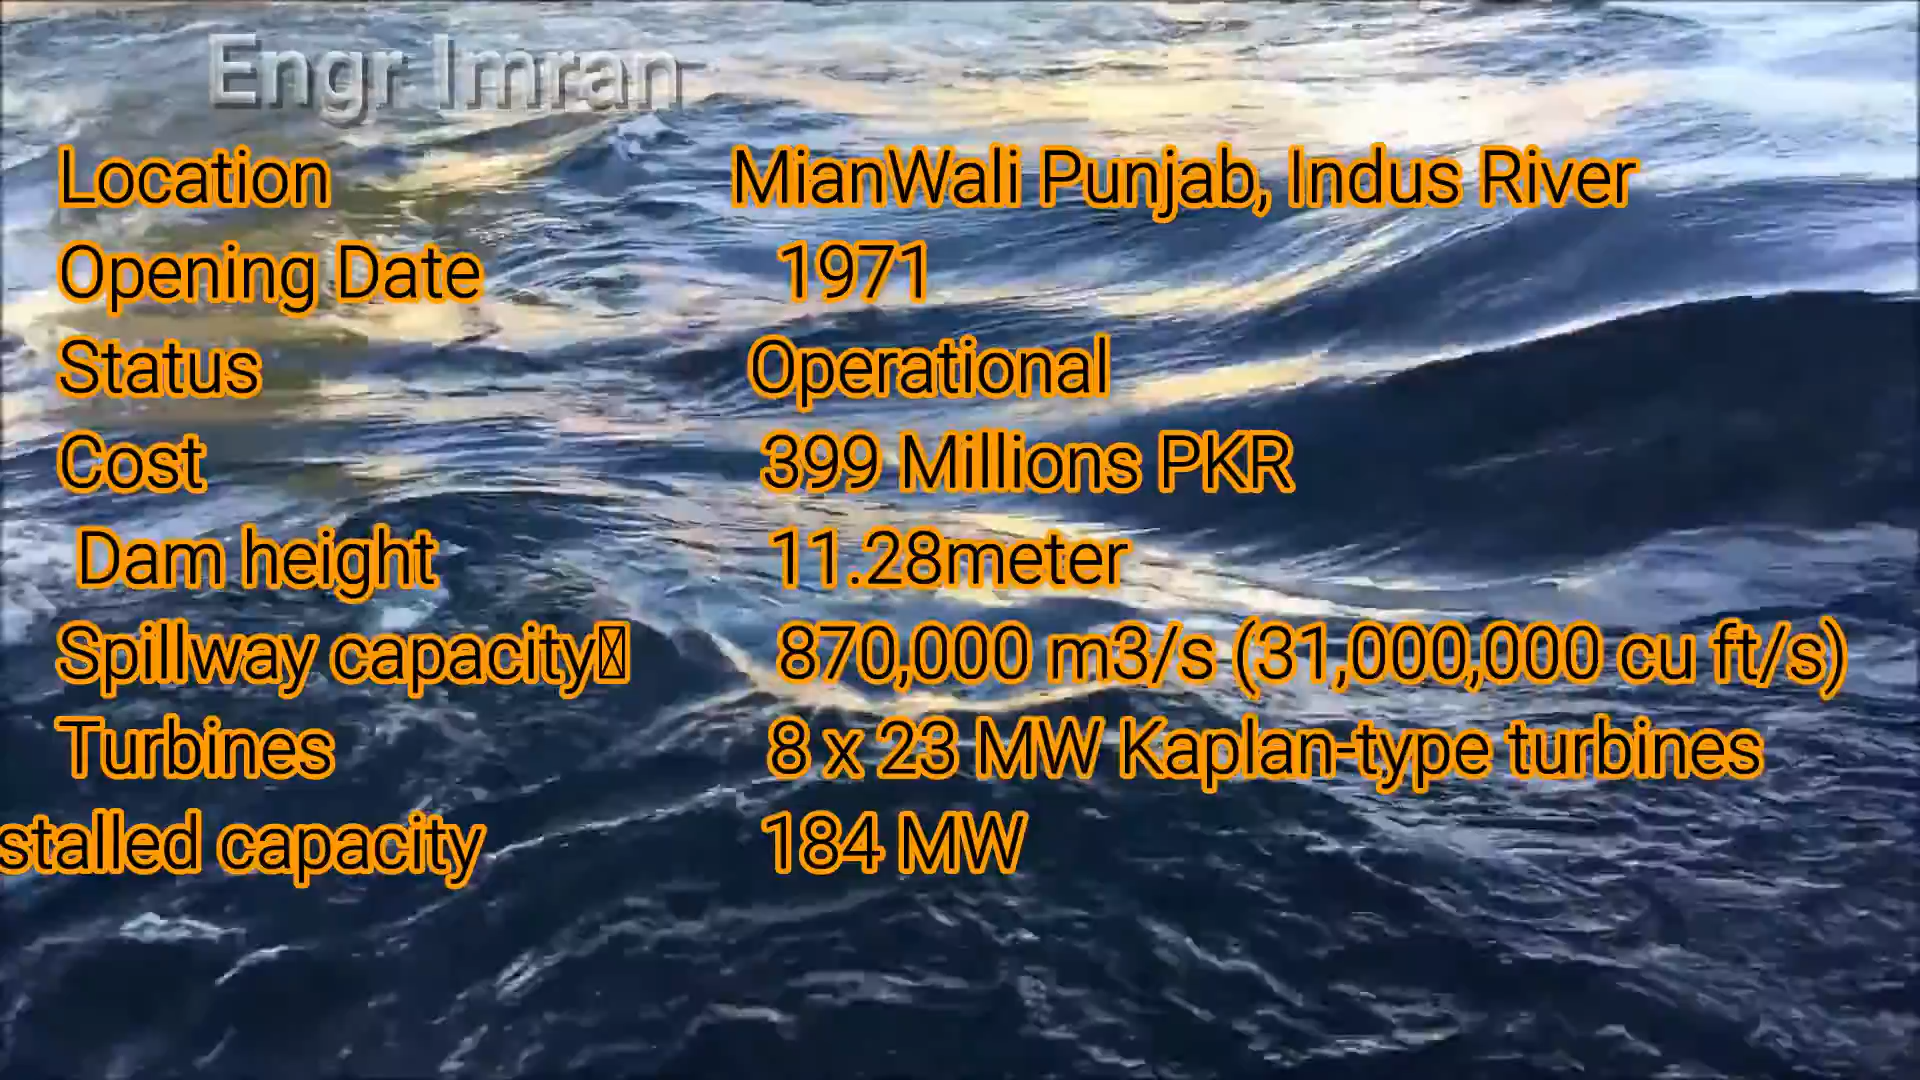 Engr Imran
Location MianWali Punjab, Indus River
Opening Date 1971
Status Operational
Cost 399 Millions PKR
Dam height 11.28meter
Spillway capacity 870,000 m3/s (31,000,000 cu ft/s)
Turbines 8 x 23 MW Kaplan-type turbines
stalled capacity 184 MW